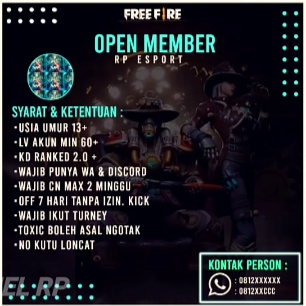 FREE FIRE
OPEN MEMBER
RP ESPORT
SYARAT & KETENTUAN :
•USIA UMUR 13+
•LV AKUN MIN 60+
•KD RANKED 2.0 +
•WAJIB PUNYA WA & DISCORD
•WAJIB CN MAX 2 MINGGU
•OFF 7 HARI TANPA IZIN. KICK
•WAJIB IKUT TURNEY
•TOXIC BOLEH ASAL NGOTAK
•NO KUTU LONCAT
KONTAK PERSON :
: 0812XXXXXX
: 0812XXCCC
EL RP